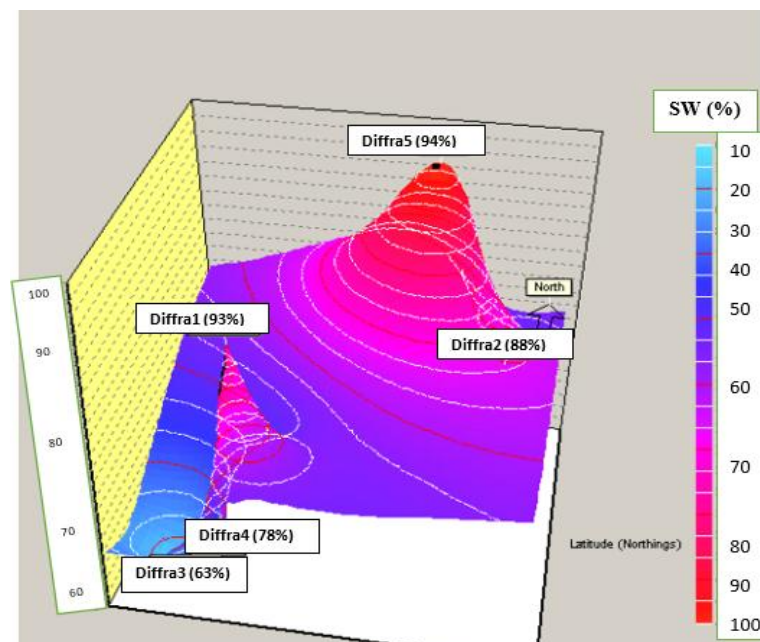 SW (%)
10
20
30
40
50
60
70
80
90
100
Diffra5 (94%)
North
100
Diffra1 (93%)
90
Diffra2 (88%)
80
70
Diffra4 (78%)
Latitude (Northings)
Diffra3 (63%)
60